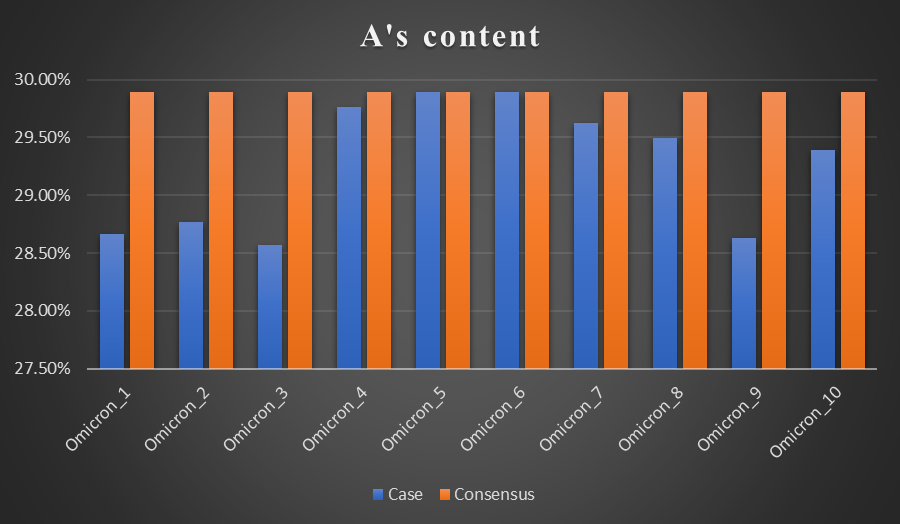 A's content
30.00%
29.50%
29.00%
28.50%
28.00%
27.50%
Omicron_1
Omicron_2
Omicron_3
Omicron_4
Omicron_5
Omicron_6
Omicron_7
Omicron_8
Omicron_9
Omicron_10
Case Consensus